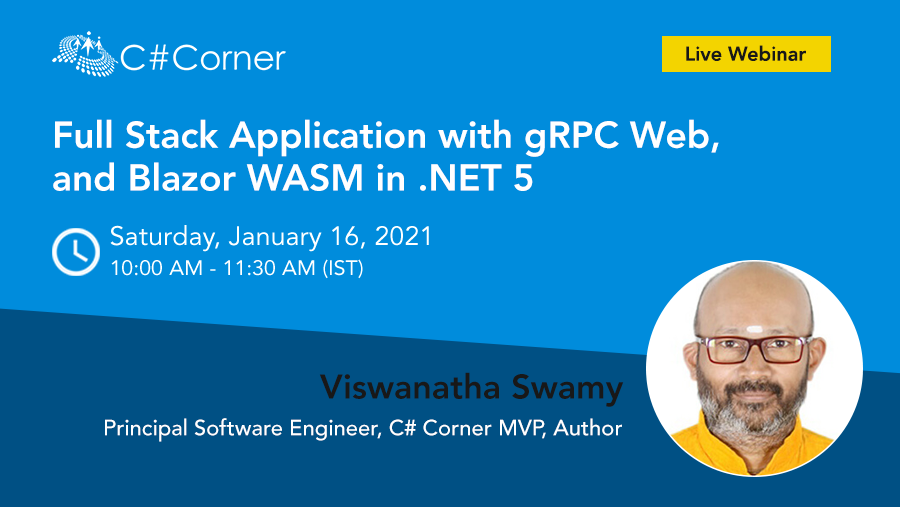 C#Corner
Live Webinar
Full Stack Application with gRPC Web,
and Blazor WASM in .NET 5
Saturday, January 16, 2021
10:00 AM - 11:30 AM (IST)
Viswanatha Swamy
Principal Software Engineer, C# Corner MVP, Author